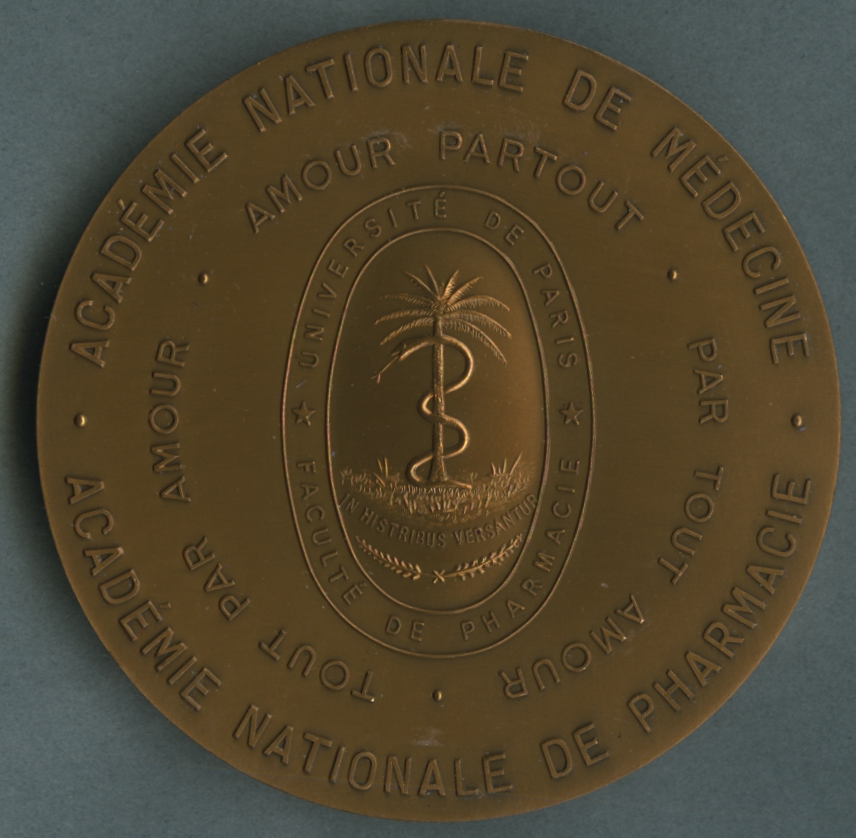 ACADÉMIE NATIONALE DE MÉDECINE
ACADÉMIE NATIONALE DE PHARMACIE
AMOUR PARTOUT
PAR TOUT AMOUR
TOUT PAR AMOUR
UNIVERSITÉ DE PARIS
FACULTÉ DE PHARMACIE
IN HISTRIBUS VERSANTUR